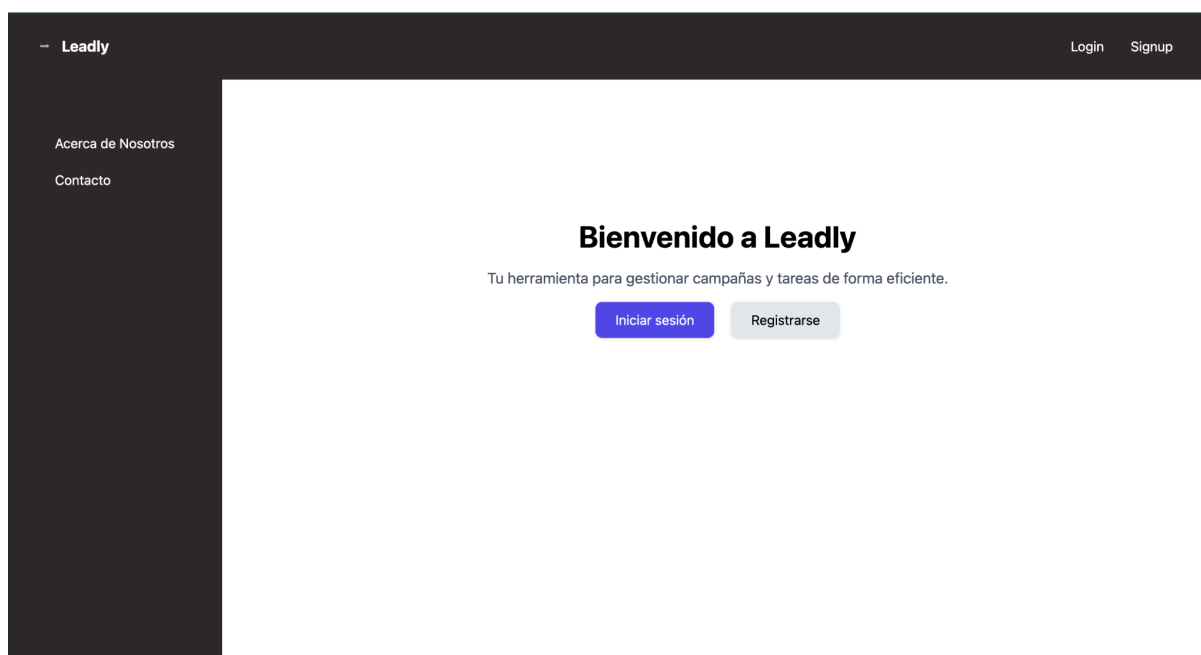 Leadly
Login Signup
Acerca de Nosotros
Contacto
Bienvenido a Leadly
Tu herramienta para gestionar campañas y tareas de forma eficiente.
Iniciar sesión Registrarse